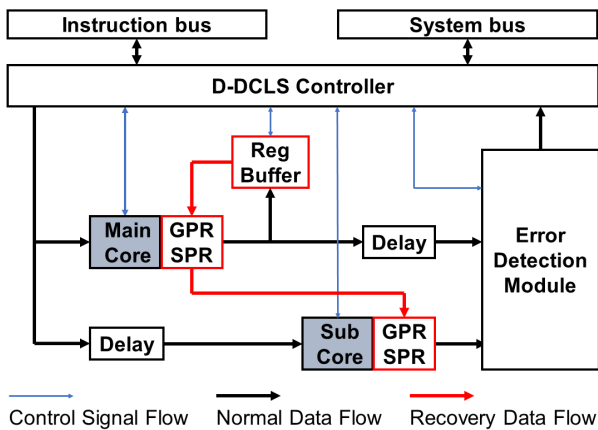 Instruction bus
System bus
D-DCLS Controller
Reg
Buffer
Main
Core
GPR
SPR
Delay
Error
Detection
Module
Delay
Sub
Core
GPR
SPR
Control Signal Flow
Normal Data Flow
Recovery Data Flow